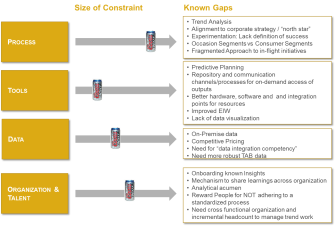 Size of Constraint
Known Gaps
PROCESS
• Trend Analysis
• Alignment to corporate strategy / "north star"
• Experimentation: Lack definition of success
• Occasion Segments vs Consumer Segments
• Fragmented Approach to in-flight initiatives
TOOLS
• Predictive Planning
• Repository and communication
channels/processes for on-demand access of
outputs
• Better hardware, software and and integration
points for resources
• Improved EIW
• Lack of data visualization
DATA
• On-Premise data
• Competitive Pricing
• Need for "data integration competency"
• Need more robust TAB data
ORGANIZATION &
TALENT
• Onboarding known Insights
• Mechanism to share learnings across organization
• Analytical acumen
• Reward People for NOT adhering to a
standardized process
• Need cross functional organization and
incremental headcount to manage trend work